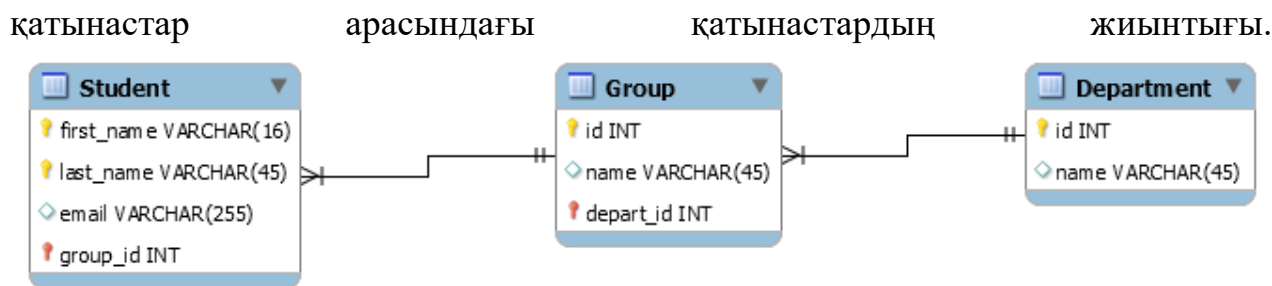 қатынастар арасындағы қатынастардың жиынтығы.
Student
first_name VARCHAR(16)
last_name VARCHAR(45)
email VARCHAR(255)
group_id INT
Group
id INT
name VARCHAR(45)
depart_id INT
Department
id INT
name VARCHAR(45)